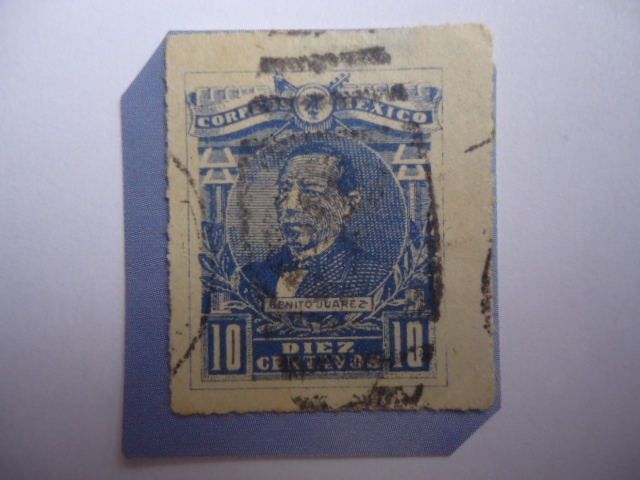 CORREOS MEXICO
BENITO JUAREZ
10 DIEZ 10
CENTAVOS